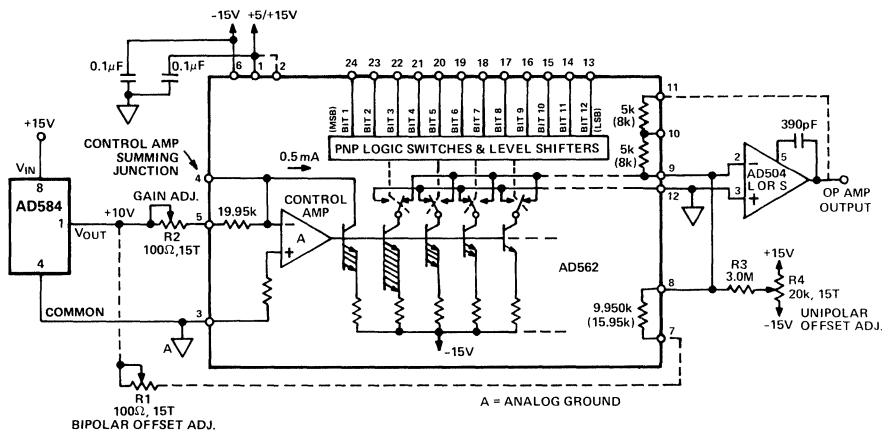 -15V
+5/+15V
0.1µF
0.1µF
6
1
2
24
23
22
21
20
19
18
17
16
15
14
13
11
(MSB)
BIT 1
BIT 2
BIT 3
BIT 4
BIT 5
BIT 6
BIT 7
BIT 8
BIT 9
BIT 10
BIT 11
BIT 12
(LSB)
PNP LOGIC SWITCHES & LEVEL SHIFTERS
5k
(8k)
10
5k
(8k)
9
12
390pF
2
5
3
AD504
L OR S
OP AMP
OUTPUT
+15V
VIN
8
AD584
1
4
CONTROL AMP
SUMMING
JUNCTION
0.5mA
4
CONTROL
AMP
GAIN ADJ.
+10V
VOUT
R2
100Ω, 15T
5
19.95k
−
+
A
AD562
COMMON
3
A
-15V
8
9.950k
(15.95k)
7
R3
3.0M
+15V
R4
20k, 15T
-15V
UNIPOLAR
OFFSET ADJ.
R1
100Ω, 15T
BIPOLAR OFFSET ADJ.
A = ANALOG GROUND